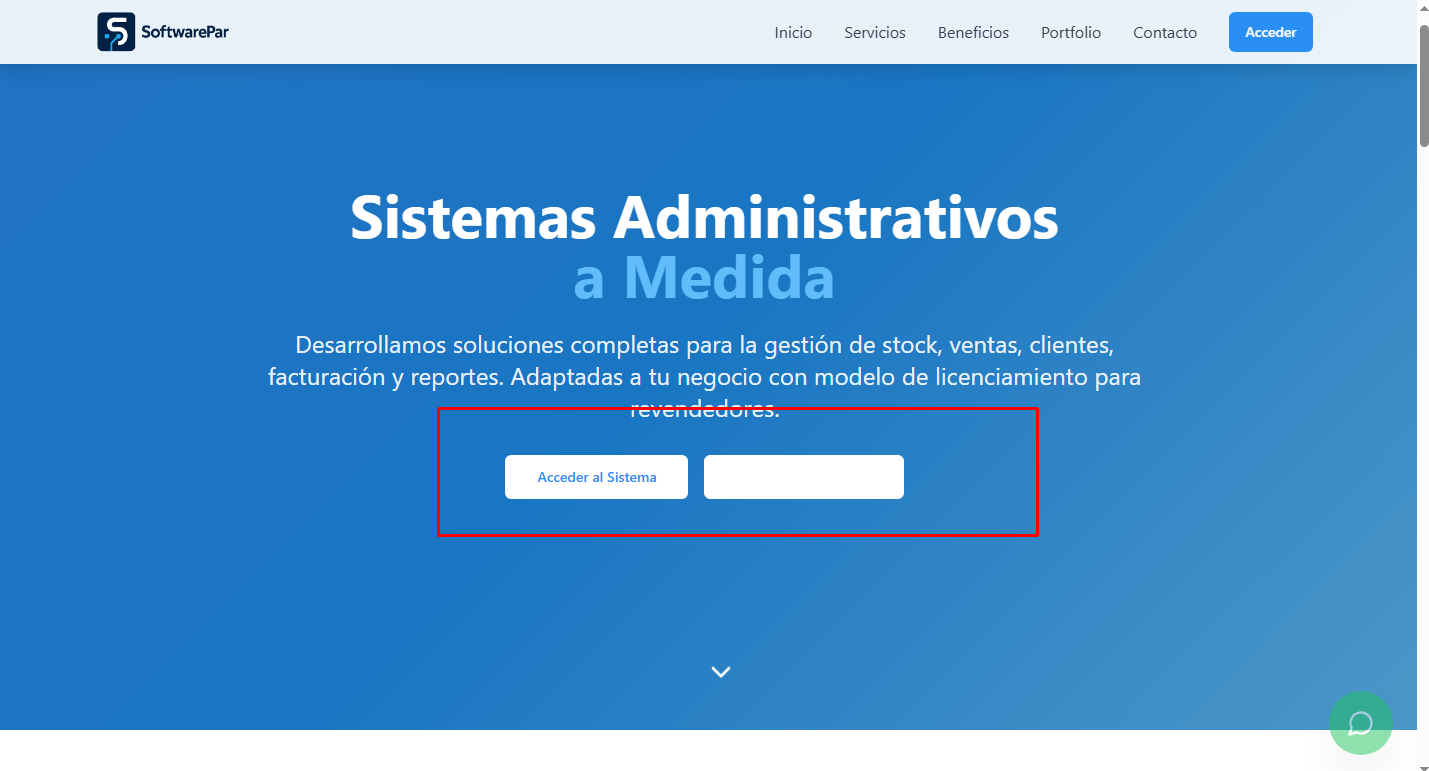 SoftwarePar
Inicio
Servicios
Beneficios
Portfolio
Contacto
Acceder
Sistemas Administrativos
a Medida
Desarrollamos soluciones completas para la gestión de stock, ventas, clientes,
facturación y reportes. Adaptadas a tu negocio con modelo de licenciamiento para
revendedores.
Acceder al Sistema